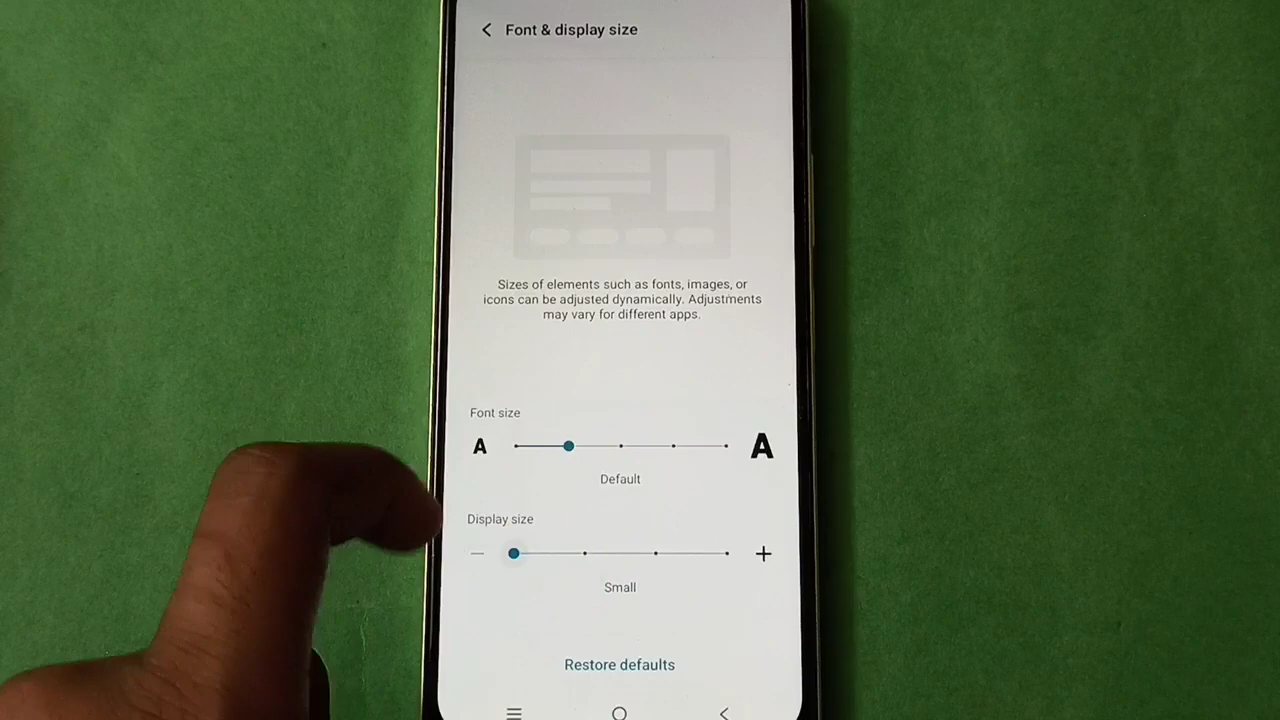 Font & display size
Sizes of elements such as fonts, images, or
icons can be adjusted dynamically. Adjustments
may vary for different apps.
Font size
A A
Default
Display size
Small
Restore defaults